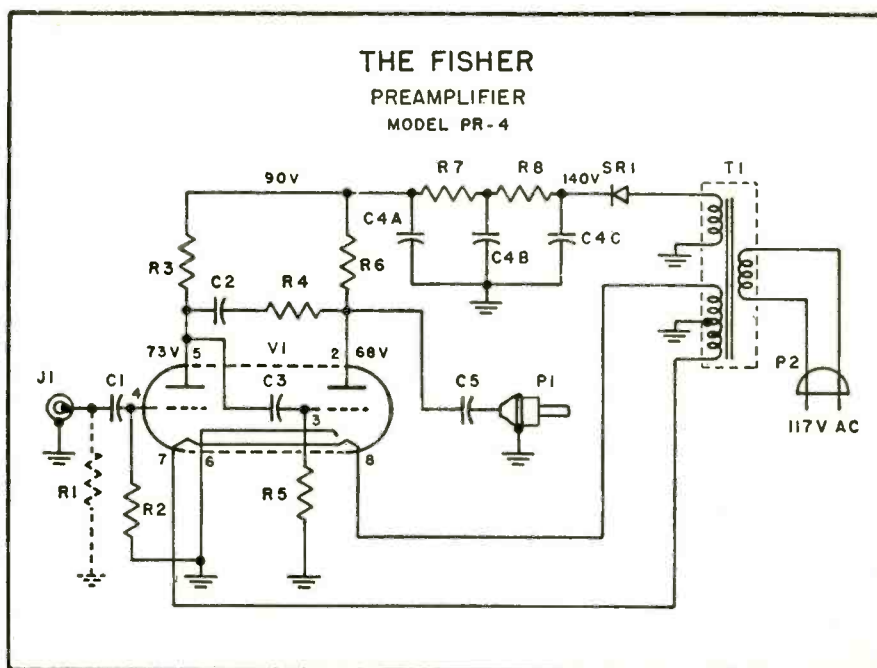 THE FISHER
PREAMPLIFIER
MODEL PR-4
90V
R7
R8
140V
SR1
T1
C4A
C4B
C4C
R3
R6
C2
R4
73V
5
V1
2
68V
J1
C1
4
C3
3
C5
P1
P2
117V AC
7
6
8
R1
R2
R5